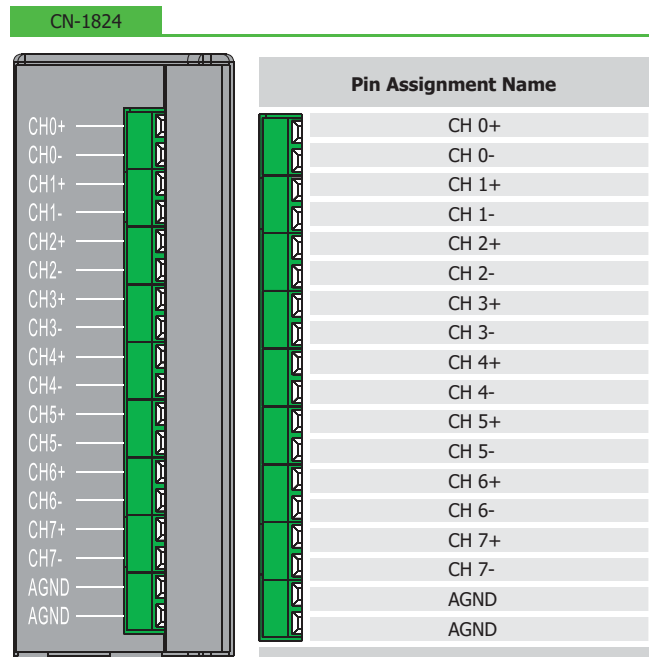 CN-1824
CH0+
CH0-
CH1+
CH1-
CH2+
CH2-
CH3+
CH3-
CH4+
CH4-
CH5+
CH5-
CH6+
CH6-
CH7+
CH7-
AGND
AGND
Pin Assignment Name
CH 0+
CH 0-
CH 1+
CH 1-
CH 2+
CH 2-
CH 3+
CH 3-
CH 4+
CH 4-
CH 5+
CH 5-
CH 6+
CH 6-
CH 7+
CH 7-
AGND
AGND